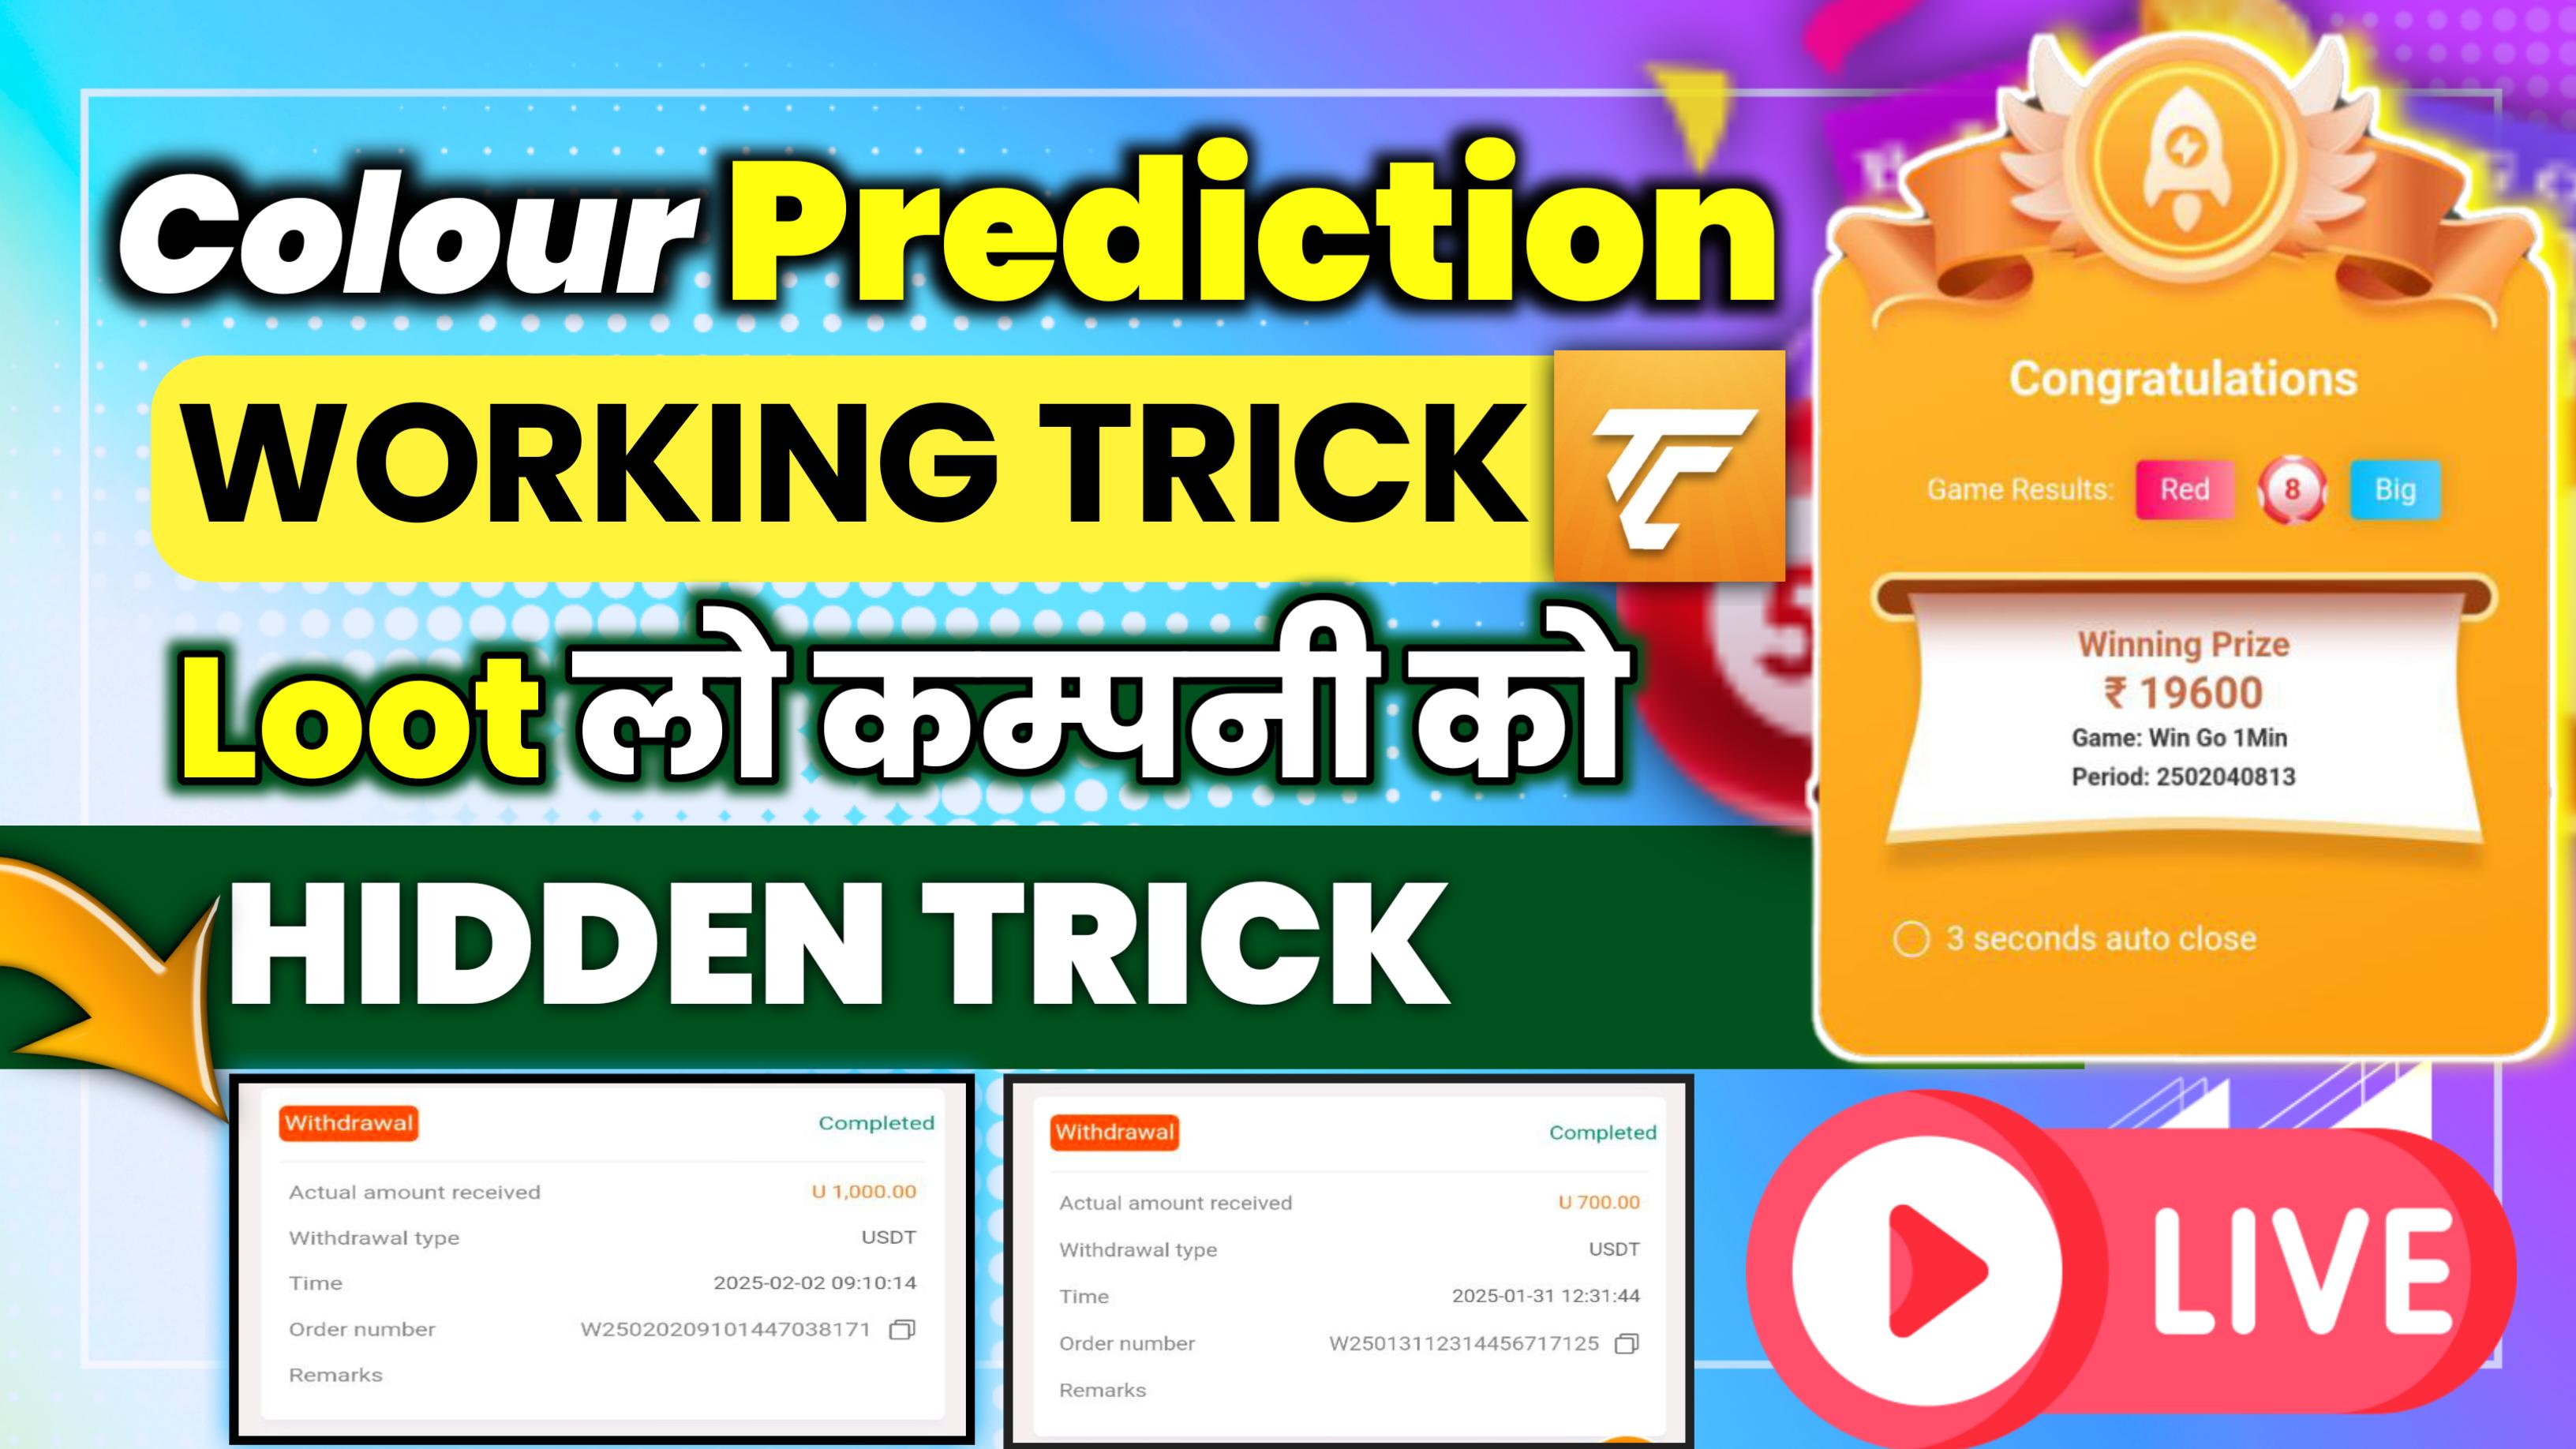 Colour Prediction
WORKING TRICK
Loot लो कम्पनी को
HIDDEN TRICK
Congratulations
Game Results: Red 8 Big
Winning Prize
₹ 19600
Game: Win Go 1Min
Period: 2502040813
3 seconds auto close
Withdrawal Completed
Actual amount received U 1,000.00
Withdrawal type USDT
Time 2025-02-02 09:10:14
Order number W250202091014470381​71
Remarks
Withdrawal Completed
Actual amount received U 700.00
Withdrawal type USDT
Time 2025-01-31 12:31:44
Order number W25013112314456717125
Remarks
LIVE